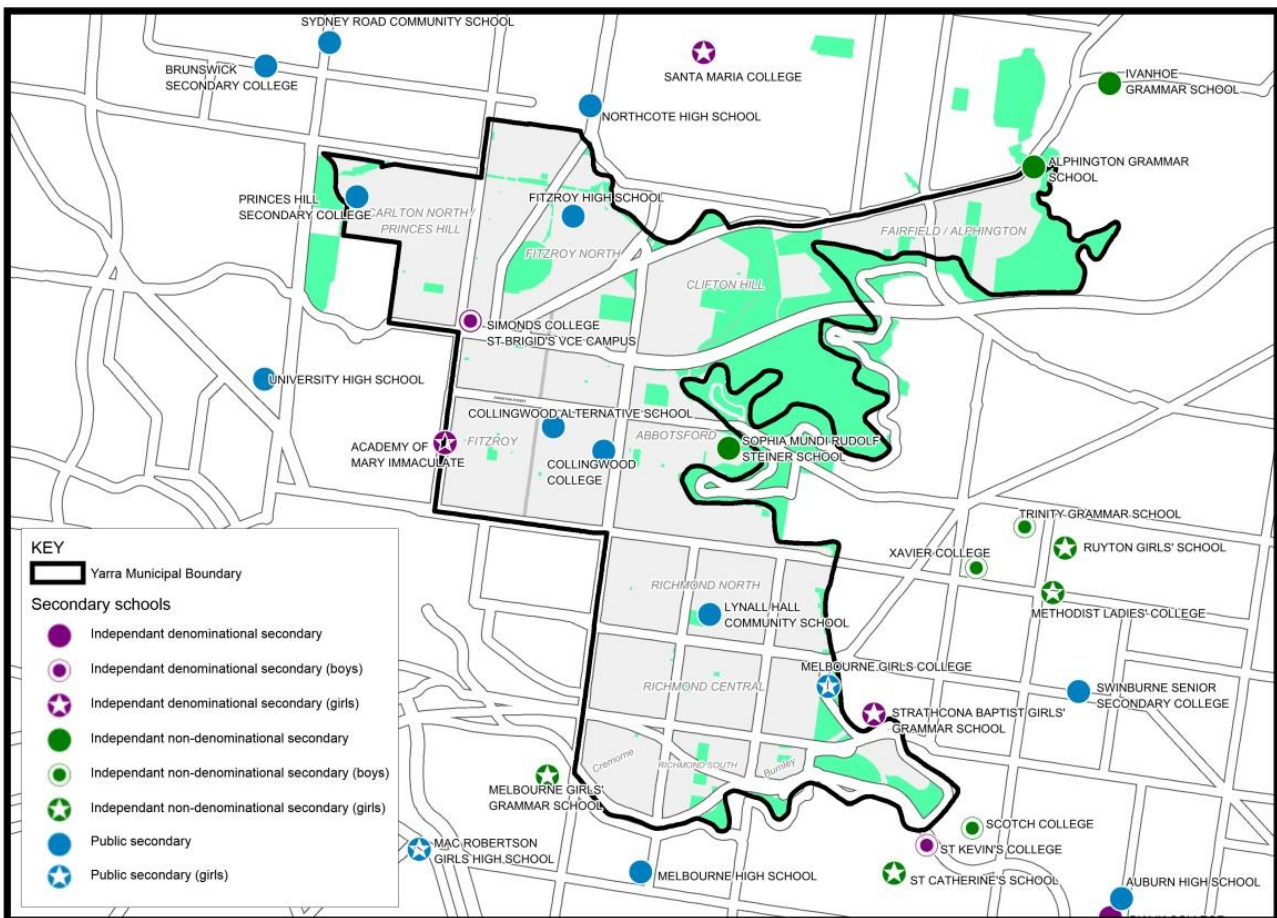 SYDNEY ROAD COMMUNITY SCHOOL
BRUNSWICK
SECONDARY COLLEGE
SANTA MARIA COLLEGE
IVANHOE
GRAMMAR SCHOOL
NORTHCOTE HIGH SCHOOL
ALPHINGTON GRAMMAR
SCHOOL
PRINCES HILL
SECONDARY COLLEGE
CARLTON NORTH /
PRINCES HILL
FITZROY HIGH SCHOOL
FITZROY NORTH
FAIRFIELD / ALPHINGTON
CLIFTON HILL
SIMONDS COLLEGE
ST BRIGID'S VCE CAMPUS
UNIVERSITY HIGH SCHOOL
COLLINGWOOD ALTERNATIVE SCHOOL
FITZROY
ABBOTSFORD
ACADEMY OF
MARY IMMACULATE
COLLINGWOOD
COLLEGE
SOPHIA MUNDI RUDOLF
STEINER SCHOOL
TRINITY GRAMMAR SCHOOL
XAVIER COLLEGE
RUYTON GIRLS' SCHOOL
METHODIST LADIES' COLLEGE
RICHMOND NORTH
LYNALL HALL
COMMUNITY SCHOOL
MELBOURNE GIRLS COLLEGE
RICHMOND CENTRAL
SWINBURNE SENIOR
SECONDARY COLLEGE
STRATHCONA BAPTIST GIRLS'
GRAMMAR SCHOOL
Cremorne
RICHMOND SOUTH
Burnley
MELBOURNE GIRLS'
GRAMMAR SCHOOL
SCOTCH COLLEGE
ST KEVIN'S COLLEGE
MAC ROBERTSON
GIRLS HIGH SCHOOL
MELBOURNE HIGH SCHOOL
ST CATHERINE'S SCHOOL
AUBURN HIGH SCHOOL
KEY
Yarra Municipal Boundary
Secondary schools
Independant denominational secondary
Independant denominational secondary (boys)
Independant denominational secondary (girls)
Independant non-denominational secondary
Independant non-denominational secondary (boys)
Independant non-denominational secondary (girls)
Public secondary
Public secondary (girls)